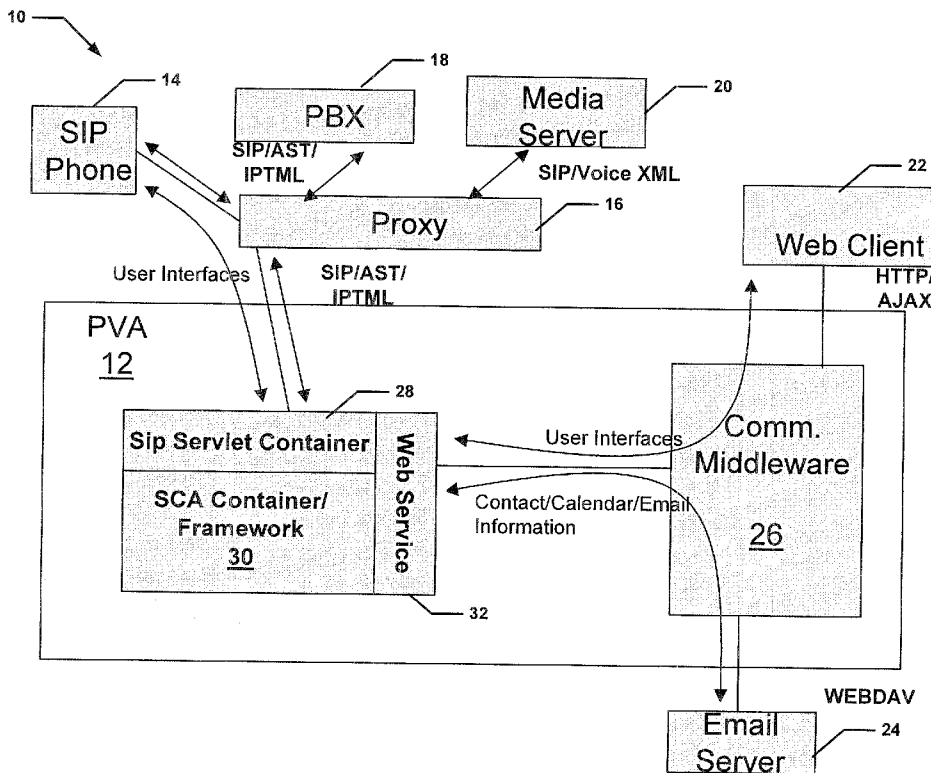 10
14
SIP
Phone
18
PBX
Media
Server
20
SIP/AST/
IPTML
SIP/Voice XML
22
Web Client
HTTP/
AJAX
Proxy
16
User Interfaces
SIP/AST/
IPTML
PVA
12
28
Sip Servlet Container
SCA Container/
Framework
30
Web Service
32
User Interfaces
Contact/Calendar/Email
Information
Comm.
Middleware
26
WEBDAV
Email
Server
24